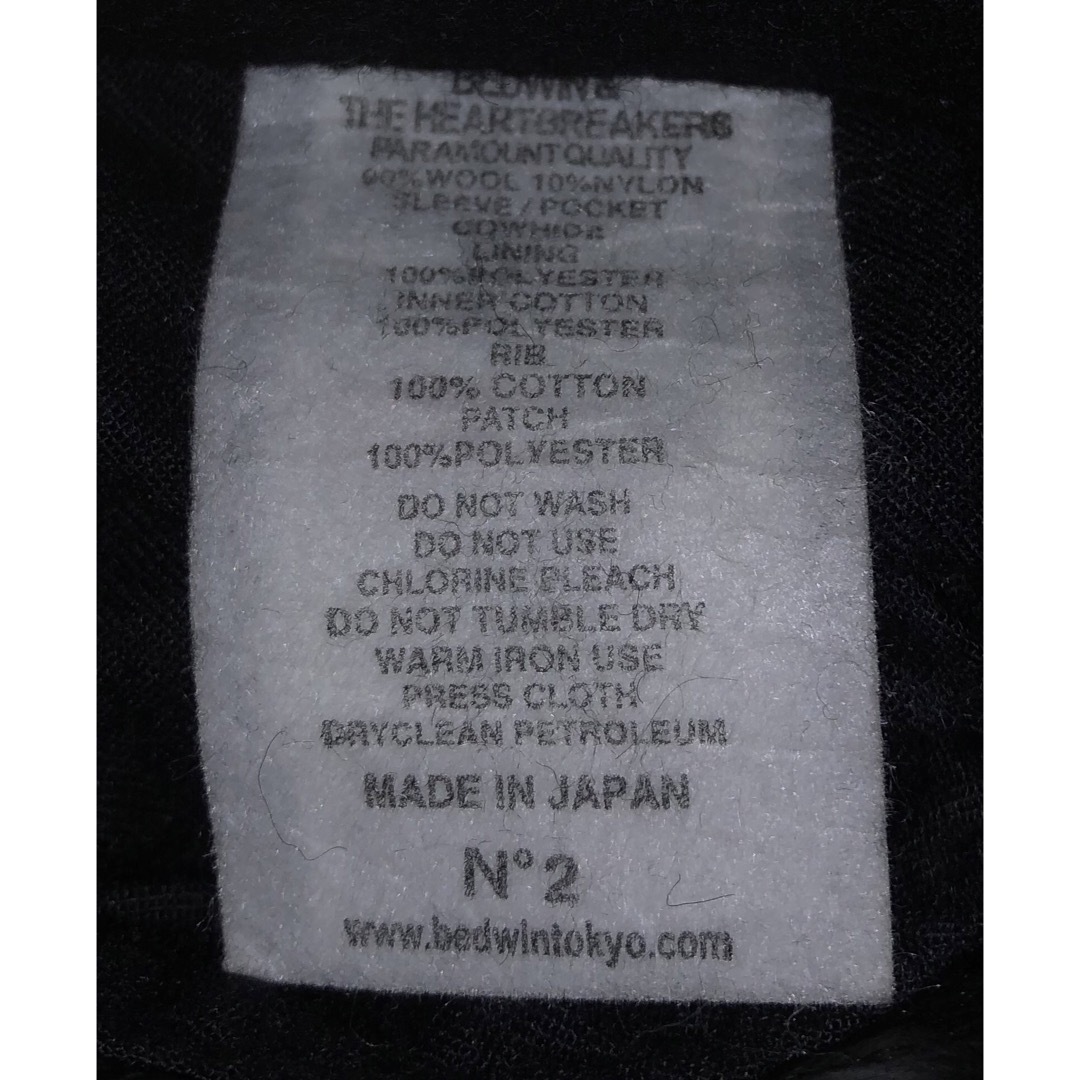 BEDWIN &
THE HEARTBREAKERS
PARAMOUNT QUALITY
90%WOOL 10%NYLON
SLEEVE / POCKET
COWHIDE
LINING
100%POLYESTER
INNER COTTON
100%POLYESTER
RIB
100% COTTON
PATCH
100%POLYESTER
DO NOT WASH
DO NOT USE
CHLORINE BLEACH
DO NOT TUMBLE DRY
WARM IRON USE
PRESS CLOTH
DRYCLEAN PETROLEUM
MADE IN JAPAN
N°2
www.bedwintokyo.com